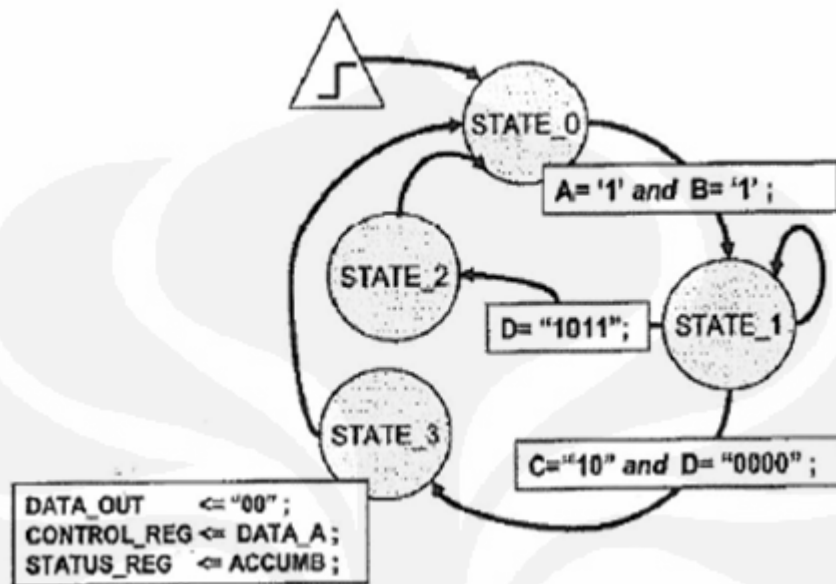 STATE_0
A= '1' and B= '1' ;
STATE_2
D= "1011";
STATE_1
STATE_3
C="10" and D= "0000" ;
DATA_OUT <= "00" ;
CONTROL_REG <= DATA_A ;
STATUS_REG <= ACCUMB ;